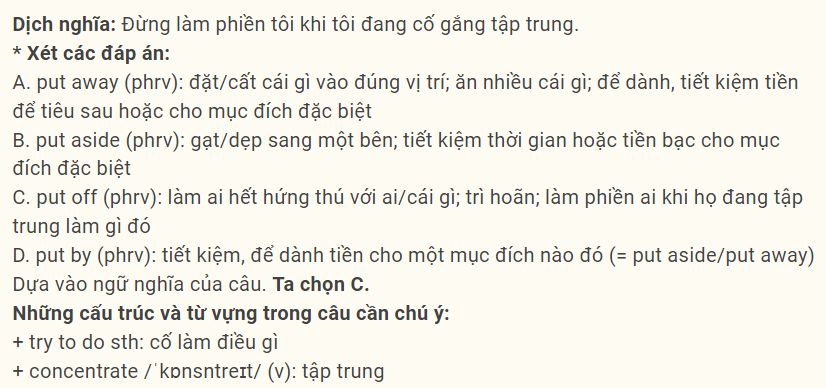 Dịch nghĩa: Đừng làm phiền tôi khi tôi đang cố gắng tập trung.
* Xét các đáp án:
A. put away (phrv): đặt/cất cái gì vào đúng vị trí; ăn nhiều cái gì; để dành, tiết kiệm tiền
để tiêu sau hoặc cho mục đích đặc biệt
B. put aside (phrv): gạt/dẹp sang một bên; tiết kiệm thời gian hoặc tiền bạc cho mục
đích đặc biệt
C. put off (phrv): làm ai hết hứng thú với ai/cái gì; trì hoãn; làm phiền ai khi họ đang tập
trung làm gì đó
D. put by (phrv): tiết kiệm, để dành tiền cho một mục đích nào đó (= put aside/put away)
Dựa vào ngữ nghĩa của câu. Ta chọn C.
Những cấu trúc và từ vựng trong câu cần chú ý:
+ try to do sth: cố làm điều gì
+ concentrate /ˈkɒnsntreɪt/ (v): tập trung